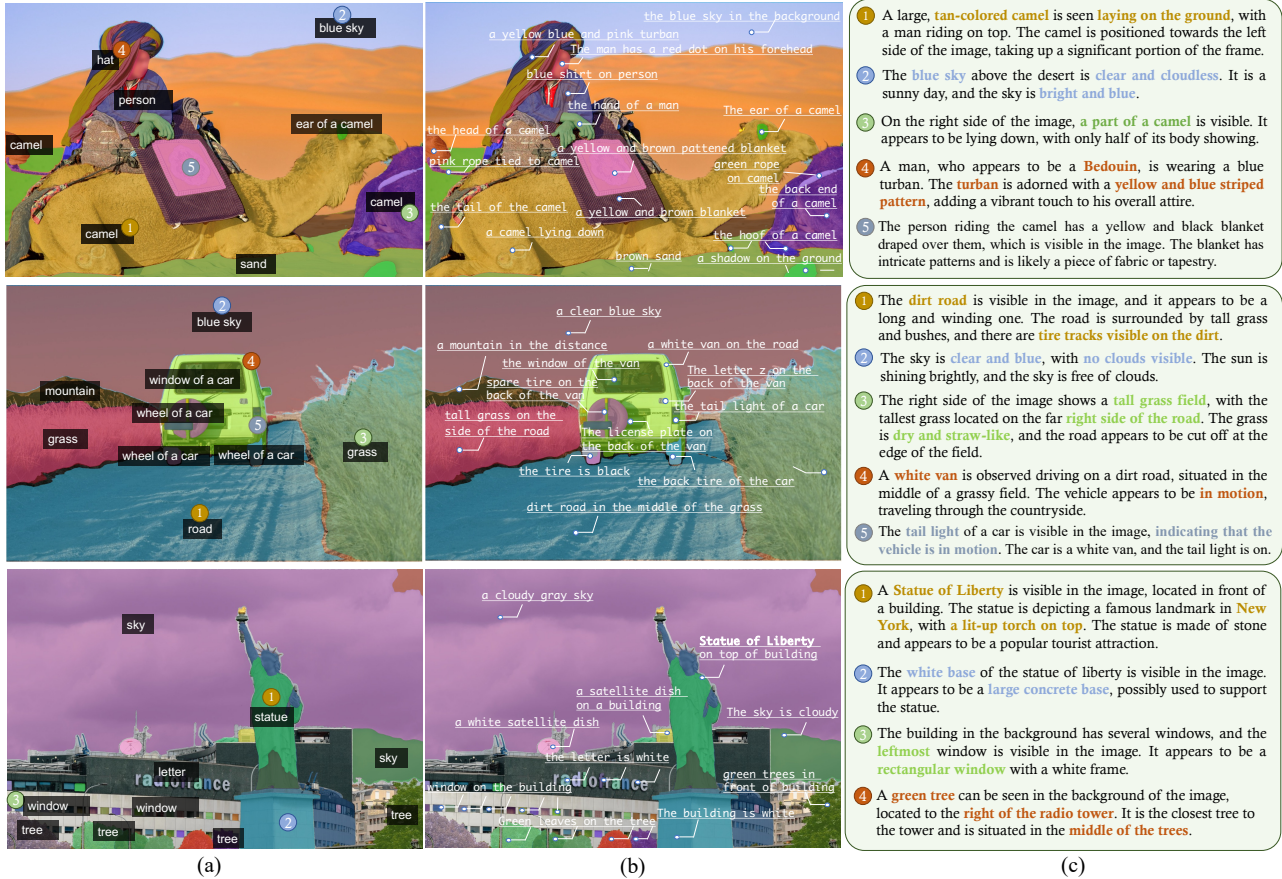 2
blue sky
4
hat
person
ear of a camel
camel
5
camel
3
camel 1
sand
the blue sky in the background
a yellow blue and pink turban
The man has a red dot on his forehead
blue shirt on person
the hand of a man
The ear of a camel
the head of a camel
a yellow and brown pattened blanket
pink rope tied to camel
green rope
on camel
the back end
of a camel
the tail of the camel
a yellow and brown blanket
a camel lying down
the hoof of a camel
brown sand
a shadow on the ground
1 A large, tan-colored camel is seen laying on the ground, with
a man riding on top. The camel is positioned towards the left
side of the image, taking up a significant portion of the frame.
2 The blue sky above the desert is clear and cloudless. It is a
sunny day, and the sky is bright and blue.
3 On the right side of the image, a part of a camel is visible. It
appears to be lying down, with only half of its body showing.
4 A man, who appears to be a Bedouin, is wearing a blue
turban. The turban is adorned with a yellow and blue striped
pattern, adding a vibrant touch to his overall attire.
5 The person riding the camel has a yellow and black blanket
draped over them, which is visible in the image. The blanket has
intricate patterns and is likely a piece of fabric or tapestry.
2
blue sky
4
mountain
window of a car
wheel of a car
5
grass
wheel of a car
wheel of a car
3
grass
1
road
a clear blue sky
a mountain in the distance
a white van on the road
the window of the van
The letter z on the
back of the van
spare tire on the
back of the van
tall grass on the
side of the road
the tail light of a car
The license plate on
the back of the van
the tire is black
the back tire of the car
dirt road in the middle of the grass
1 The dirt road is visible in the image, and it appears to be a
long and winding one. The road is surrounded by tall grass
and bushes, and there are tire tracks visible on the dirt.
2 The sky is clear and blue, with no clouds visible. The sun is
shining brightly, and the sky is free of clouds.
3 The right side of the image shows a tall grass field, with the
tallest grass located on the far right side of the road. The grass
is dry and straw-like, and the road appears to be cut off at the
edge of the field.
4 A white van is observed driving on a dirt road, situated in the
middle of a grassy field. The vehicle appears to be in motion,
traveling through the countryside.
5 The tail light of a car is visible in the image, indicating that the
vehicle is in motion. The car is a white van, and the tail light is on.
sky
1
statue
sky
letter
radiofrance
3
window
window
tree
tree
tree
tree
2
a cloudy gray sky
Statue of Liberty
on top of building
a satellite dish
on a building
a white satellite dish
The sky is cloudy
the letter is white
radiofrance
window on the building
green trees in
front of building
Green leaves on the tree
The building is white
1 A Statue of Liberty is visible in the image, located in front of
a building. The statue is depicting a famous landmark in New
York, with a lit-up torch on top. The statue is made of stone
and appears to be a popular tourist attraction.
2 The white base of the statue of liberty is visible in the image.
It appears to be a large concrete base, possibly used to support
the statue.
3 The building in the background has several windows, and the
leftmost window is visible in the image. It appears to be a
rectangular window with a white frame.
4 A green tree can be seen in the background of the image,
located to the right of the radio tower. It is the closest tree to
the tower and is situated in the middle of the trees.
(a)
(b)
(c)